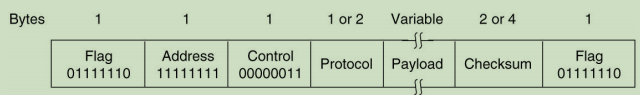 Bytes 1 1 1 1 or 2 Variable 2 or 4 1
Flag Address Control Protocol Payload Checksum Flag
01111110 11111111 00000011 01111110